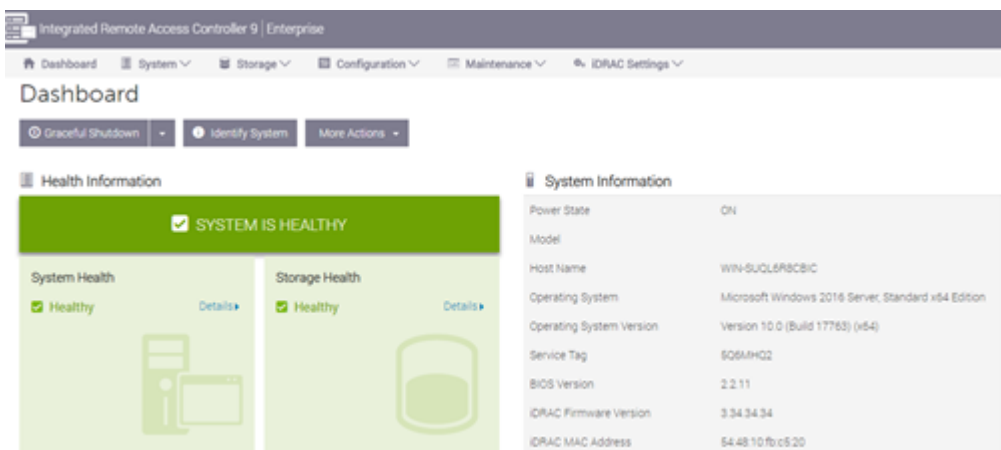 Integrated Remote Access Controller 9 | Enterprise
Dashboard System Storage Configuration Maintenance iDRAC Settings
Dashboard
Graceful Shutdown Identify System More Actions
Health Information
SYSTEM IS HEALTHY
System Health
Healthy Details
Storage Health
Healthy Details
System Information
Power State ON
Model
Host Name WIN-SUQL6R8CBIC
Operating System Microsoft Windows 2016 Server, Standard x64 Edition
Operating System Version Version 10.0 (Build 17763) (x64)
Service Tag
BIOS Version 2.2.11
iDRAC Firmware Version 3.34.34.34
iDRAC MAC Address 54:48:10:fb:c5:20